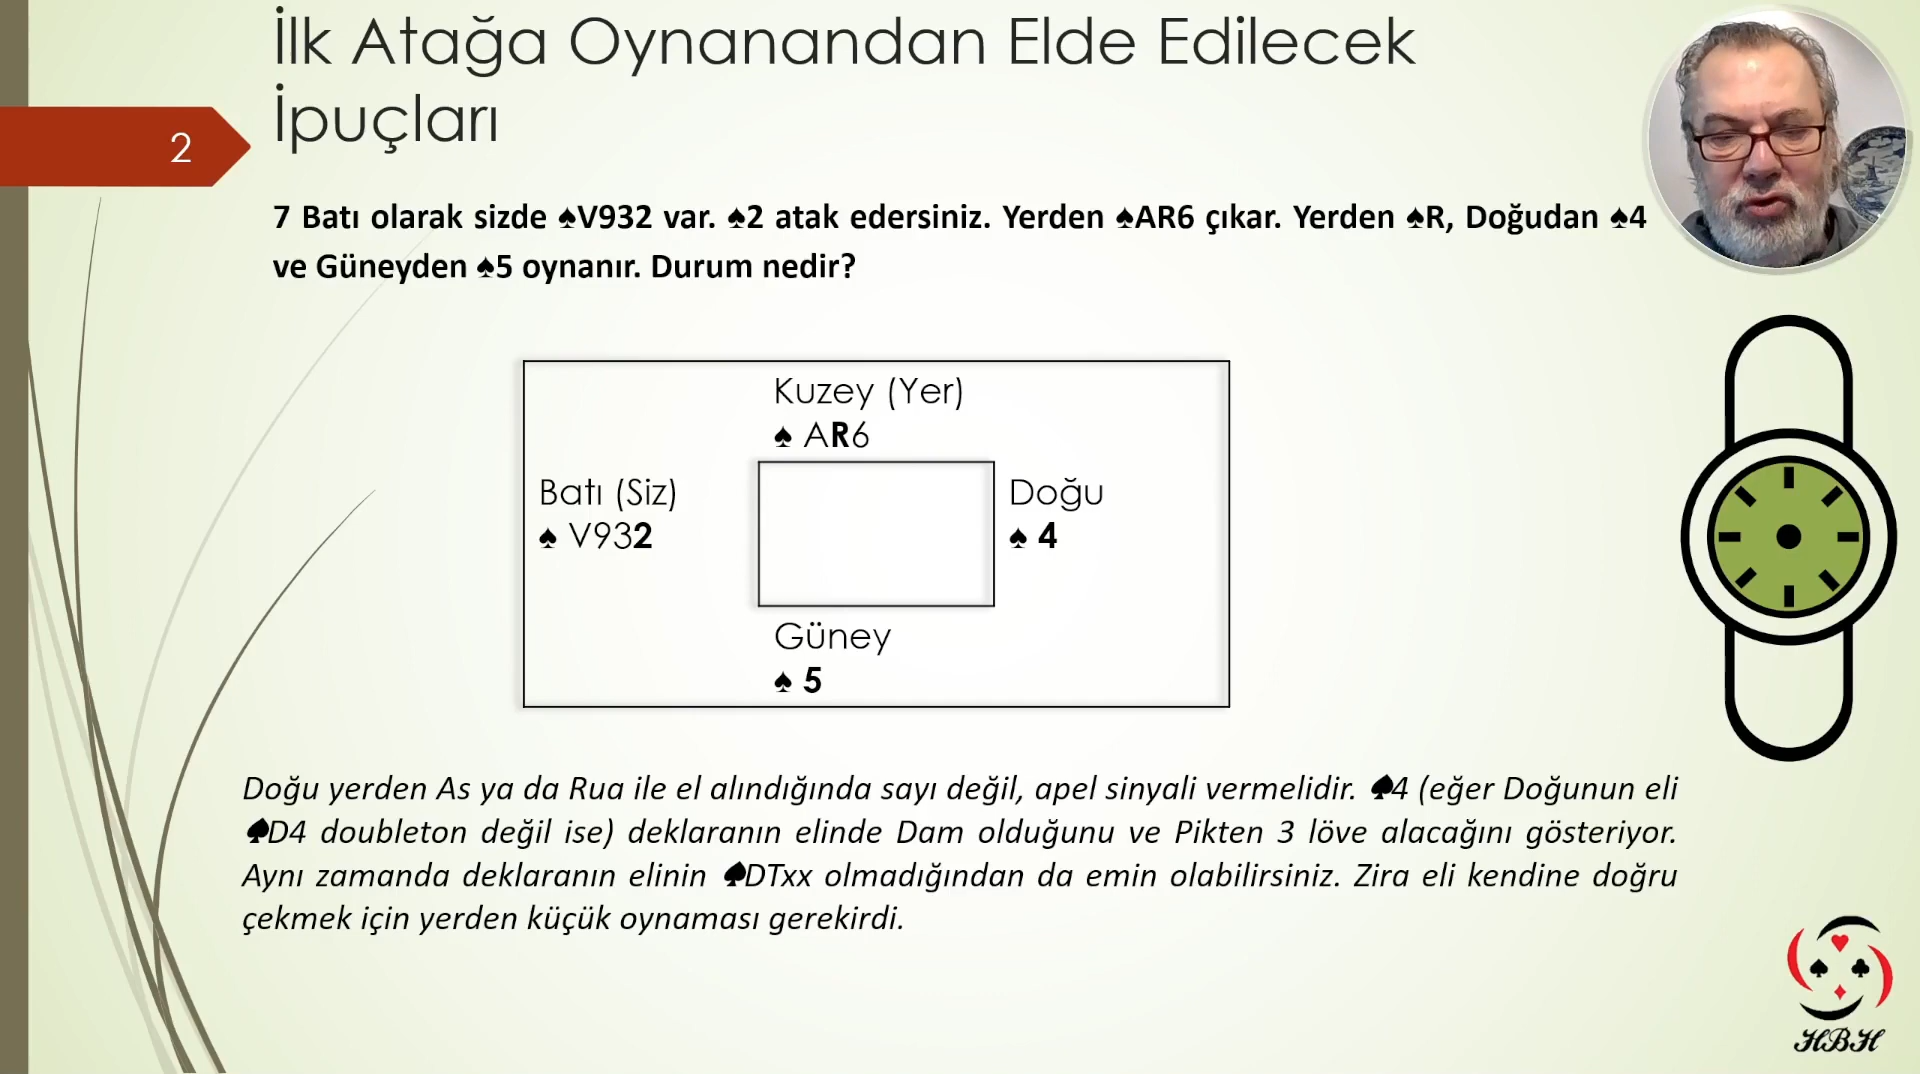 İlk Atağa Oynanandan Elde Edilecek
İpuçları
2
7 Batı olarak sizde ♠V932 var. ♠2 atak edersiniz. Yerden ♠AR6 çıkar. Yerden ♠R, Doğudan ♠4
ve Güneyden ♠5 oynanır. Durum nedir?
Kuzey (Yer)
♠ AR6
Batı (Siz)
♠ V932
Doğu
♠ 4
Güney
♠ 5
Doğu yerden As ya da Rua ile el alındığında sayı değil, apel sinyali vermelidir. ♠4 (eğer Doğunun eli
♠D4 doubleton değil ise) deklaranın elinde Dam olduğunu ve Pikten 3 löve alacağını gösteriyor.
Aynı zamanda deklaranın elinin ♠DTxx olmadığından da emin olabilirsiniz. Zira eli kendine doğru
çekmek için yerden küçük oynaması gerekirdi.
HBH